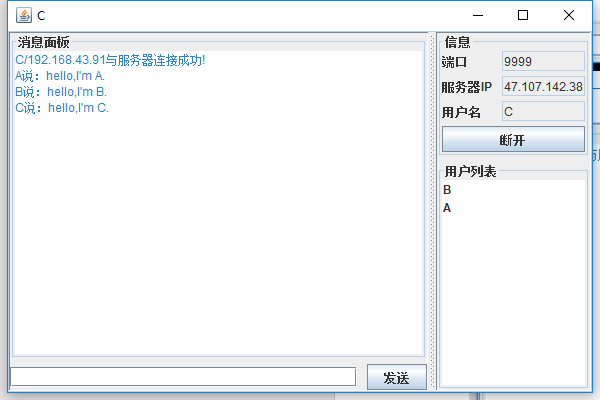 C
消息面板
C/192.168.43.91与服务器连接成功!
A说：hello,I'm A.
B说：hello,I'm B.
C说：hello,I'm C.
发送
信息
端口 9999
服务器IP 47.107.142.38
用户名 C
断开
用户列表
B
A